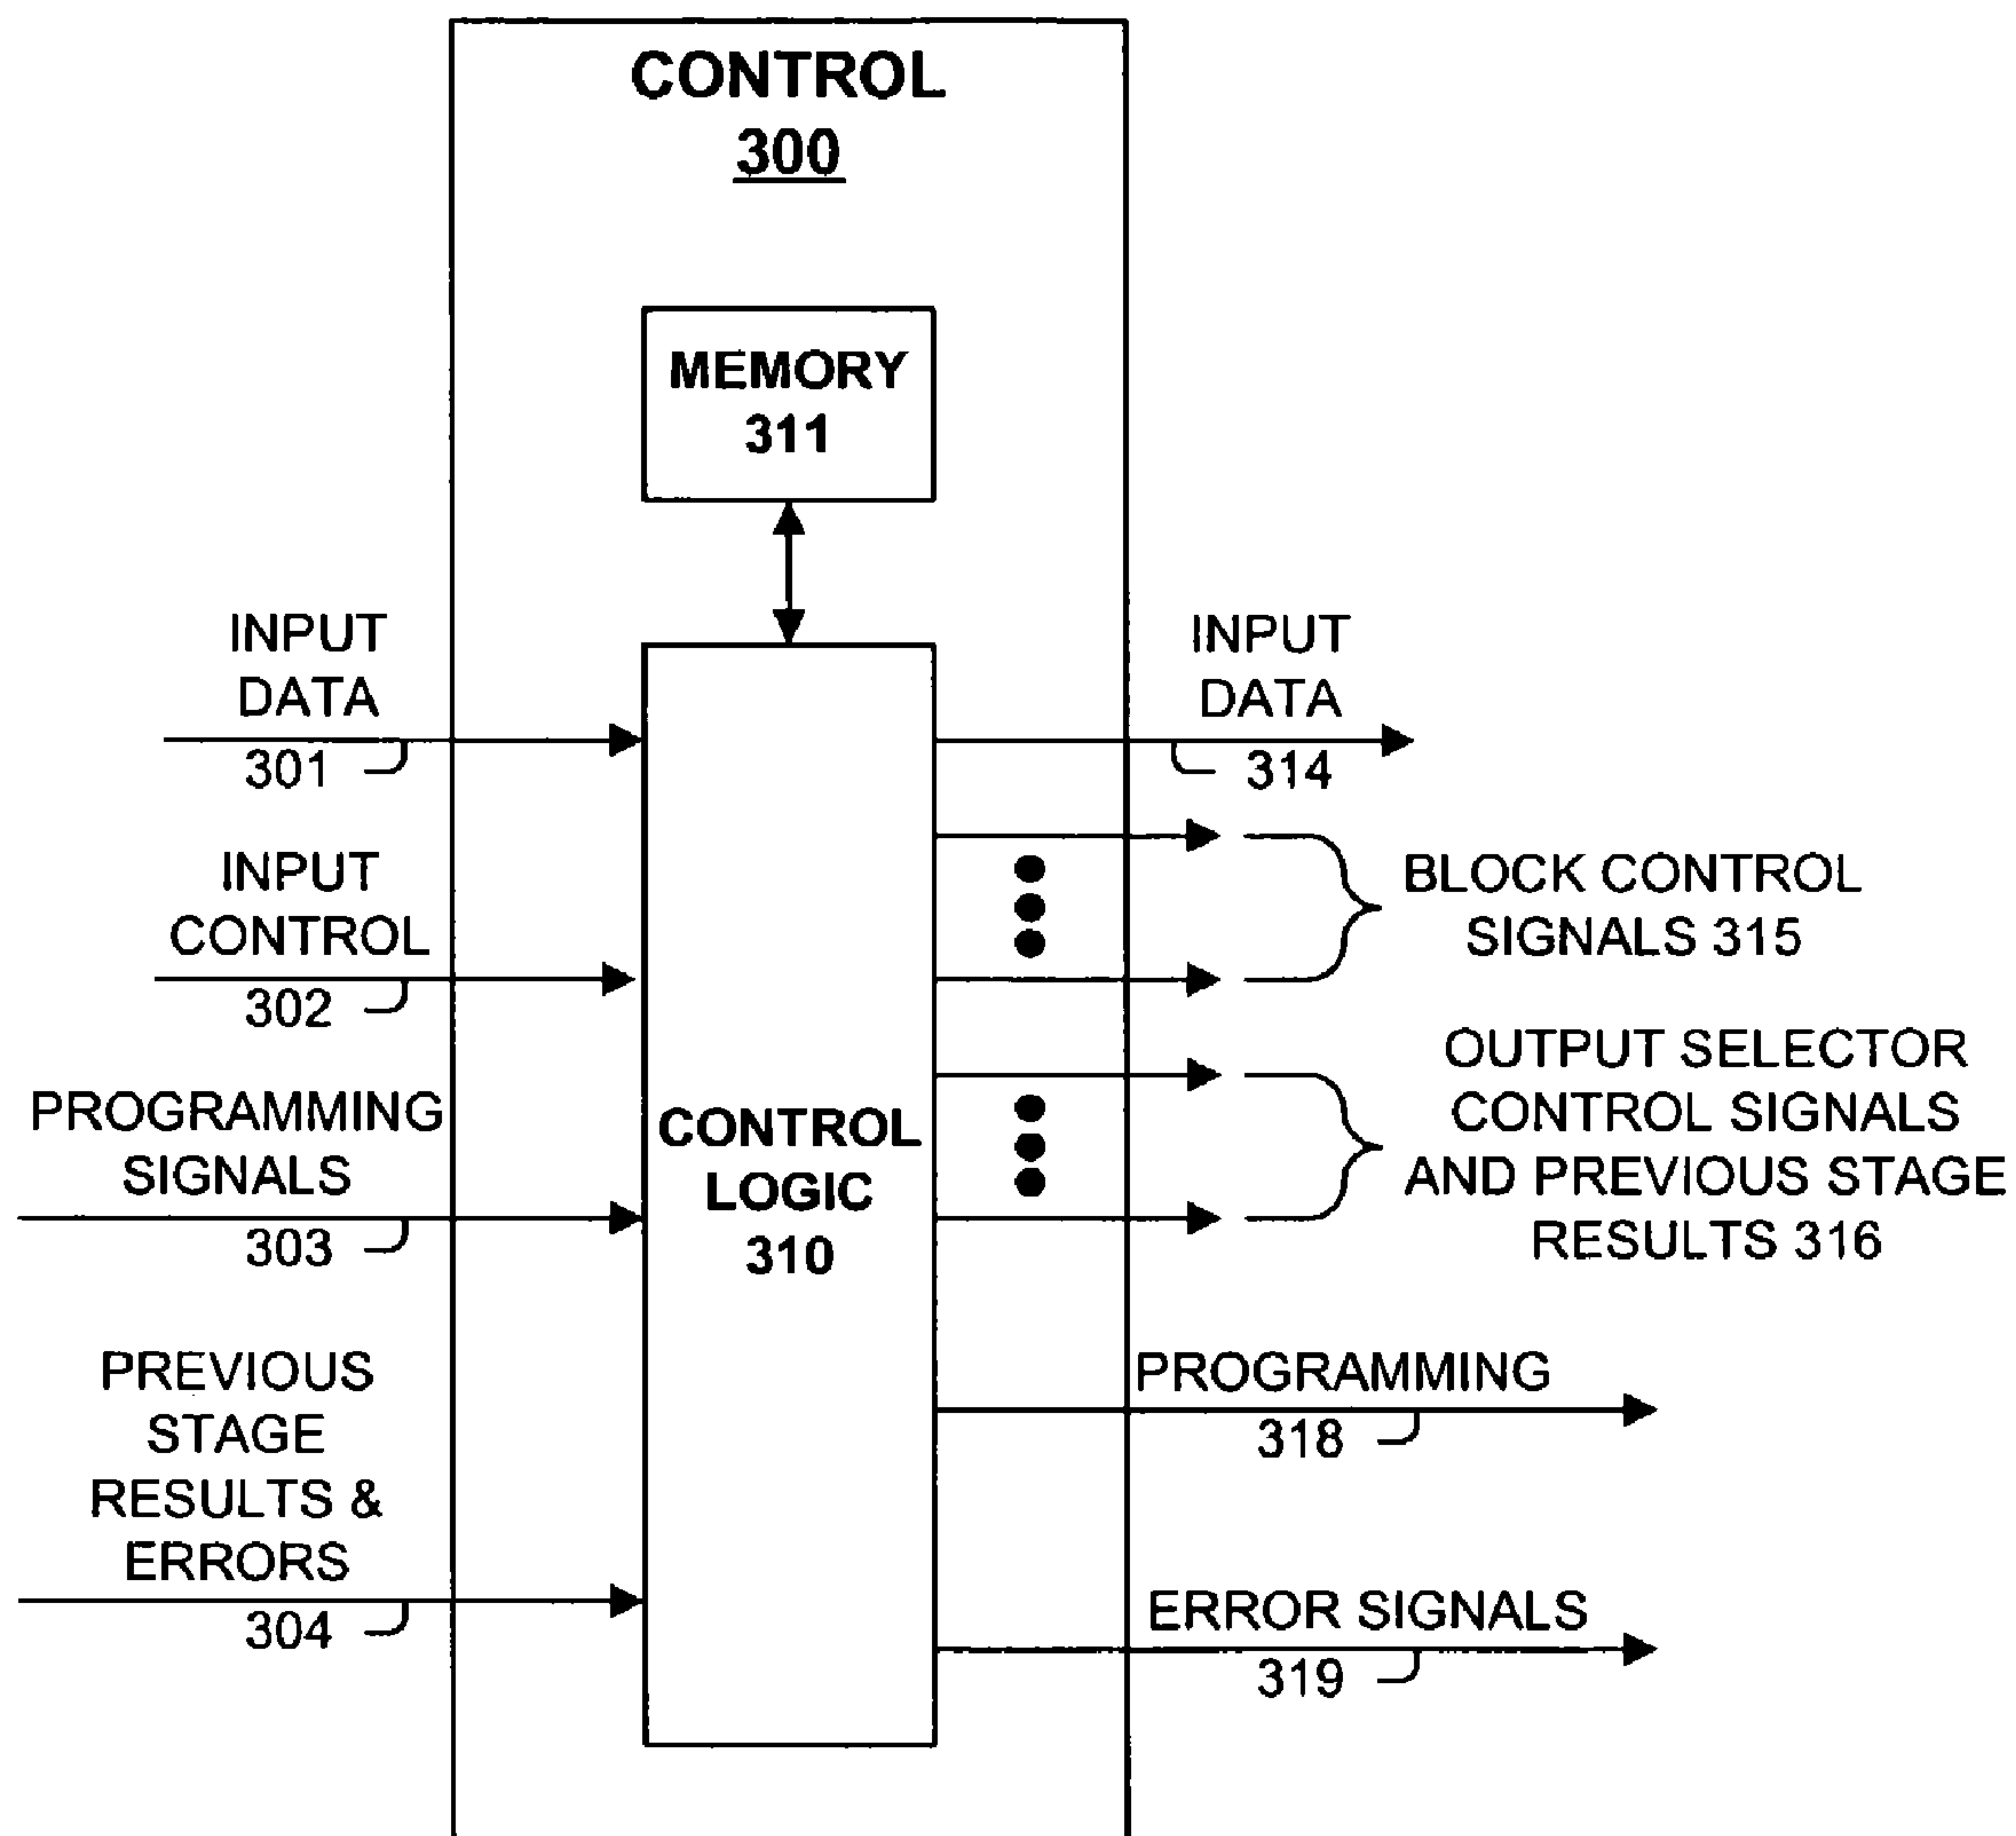 CONTROL
300
MEMORY
311
INPUT
DATA
301
INPUT
CONTROL
302
PROGRAMMING
SIGNALS
303
PREVIOUS
STAGE
RESULTS &
ERRORS
304
CONTROL
LOGIC
310
INPUT
DATA
314
BLOCK CONTROL
SIGNALS 315
OUTPUT SELECTOR
CONTROL SIGNALS
AND PREVIOUS STAGE
RESULTS 316
PROGRAMMING
318
ERROR SIGNALS
319